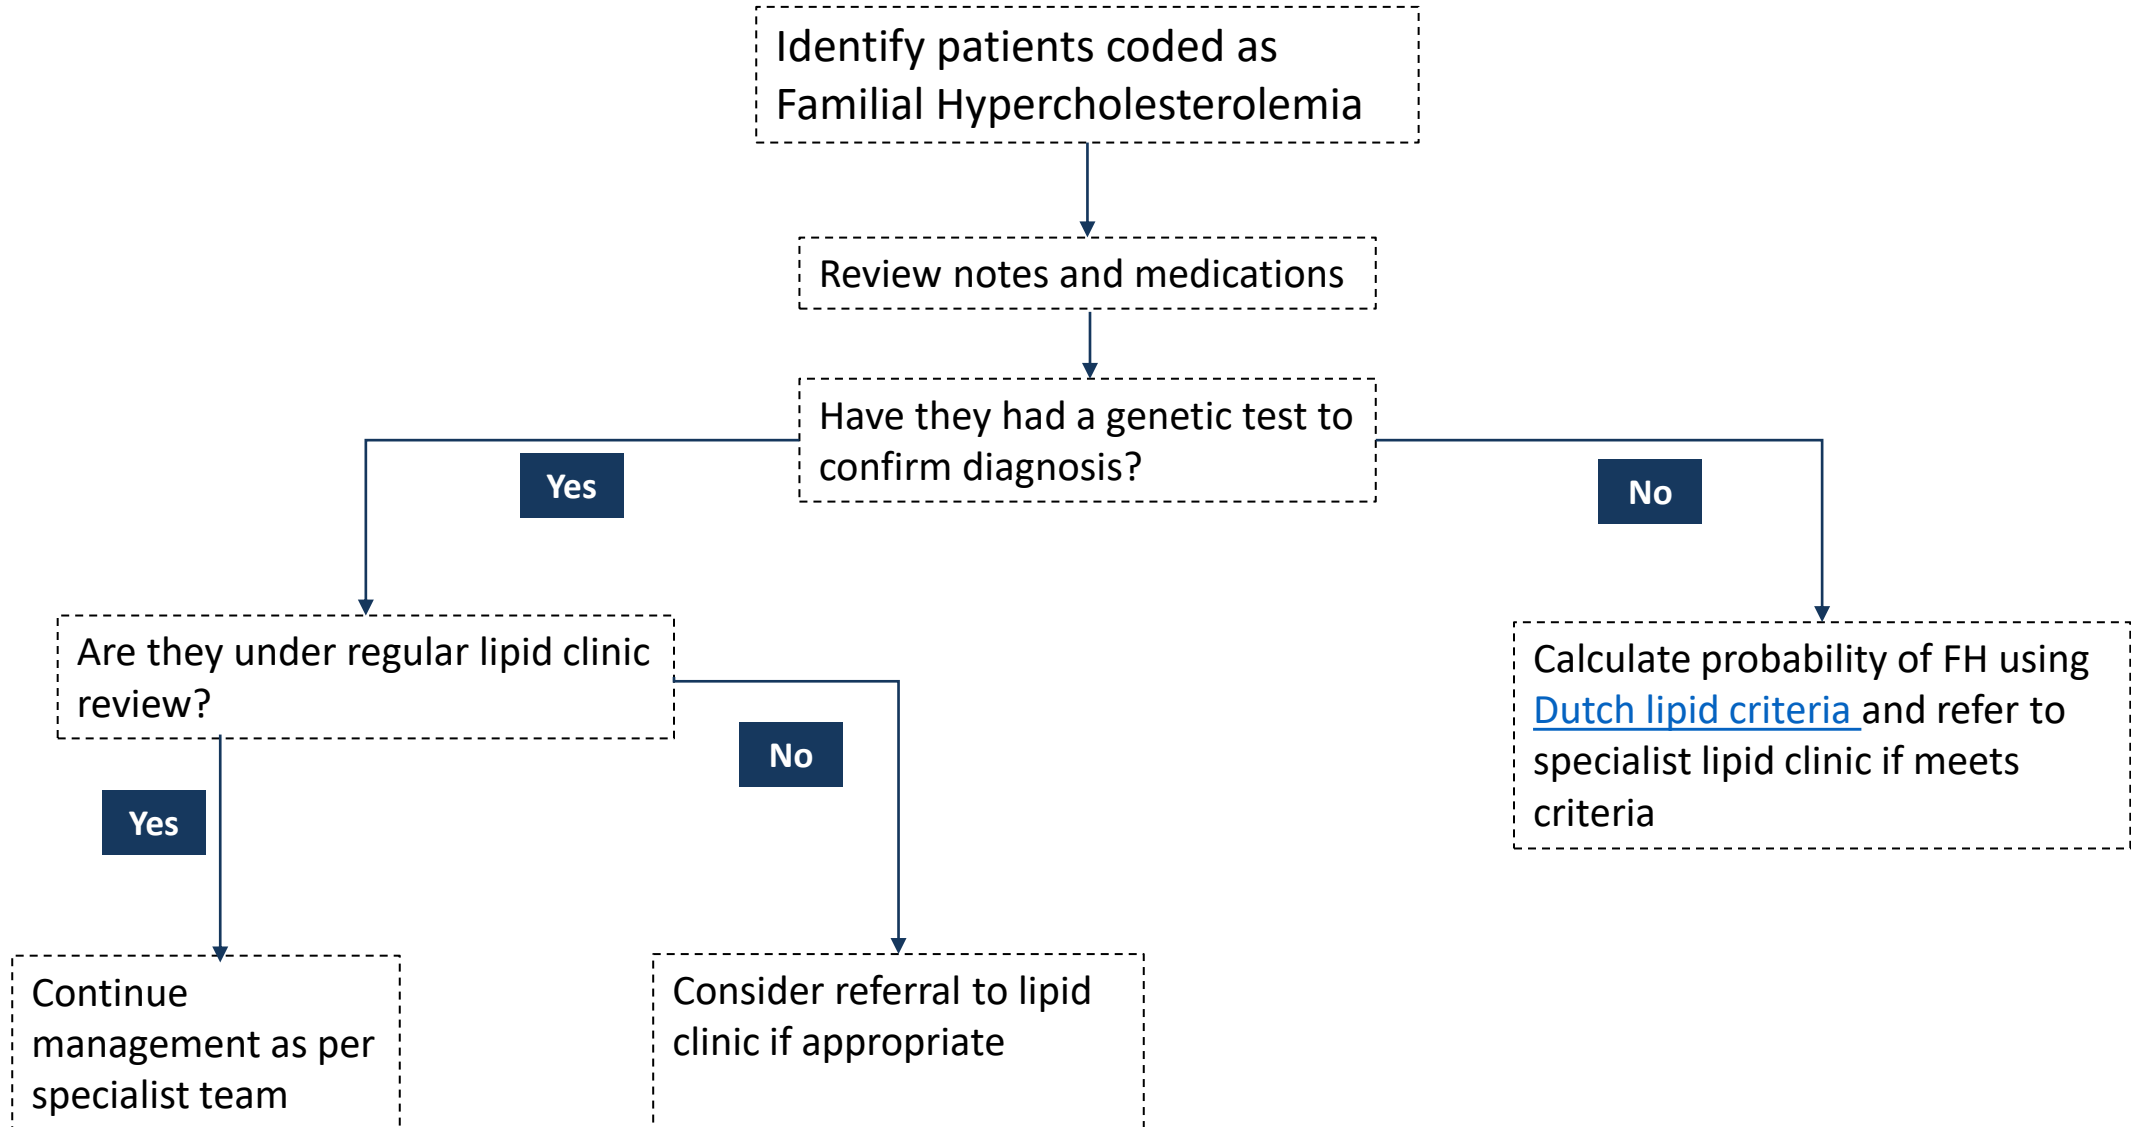 Identify patients coded as
Familial Hypercholesterolemia
Review notes and medications
Have they had a genetic test to
confirm diagnosis?
Yes
No
Are they under regular lipid clinic
review?
Calculate probability of FH using
Dutch lipid criteria and refer to
specialist lipid clinic if meets
criteria
No
Yes
Continue
management as per
specialist team
Consider referral to lipid
clinic if appropriate